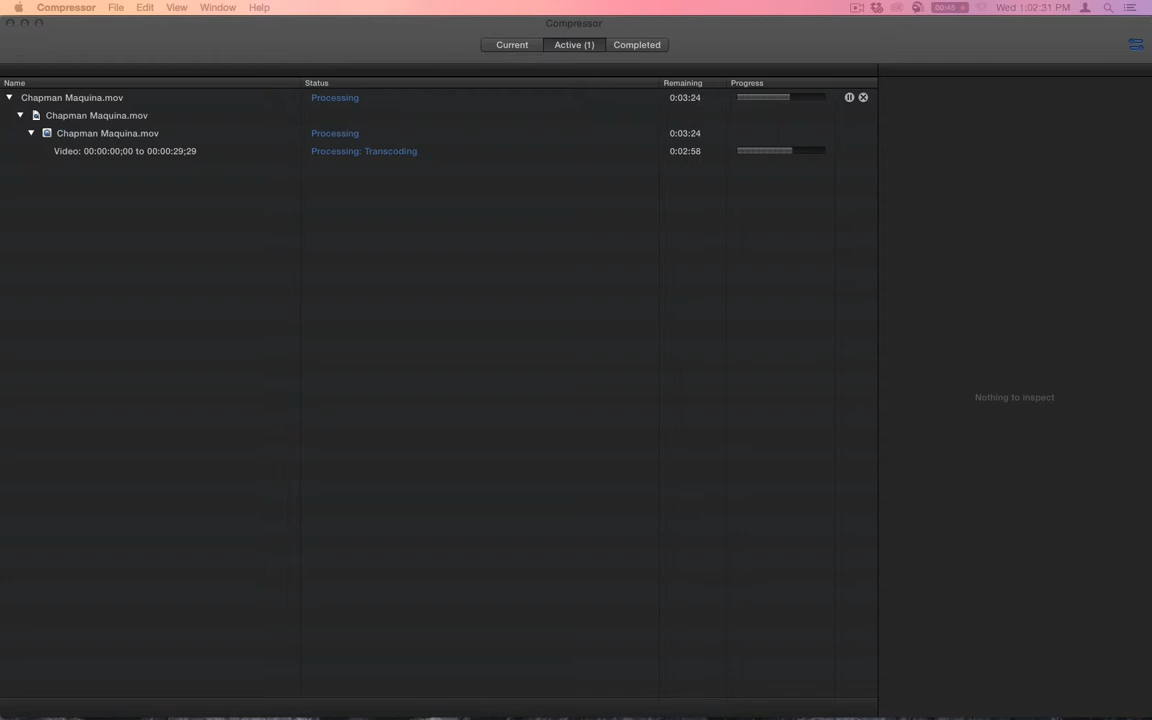 Compressor File Edit View Window Help 00:45 Wed 1:02:31 PM
Compressor
Current Active (1) Completed
Name Status Remaining Progress
Chapman Maquina.mov Processing 0:03:24
Chapman Maquina.mov
Chapman Maquina.mov Processing 0:03:24
Video: 00:00:00;00 to 00:00:29;29 Processing: Transcoding 0:02:58
Nothing to inspect